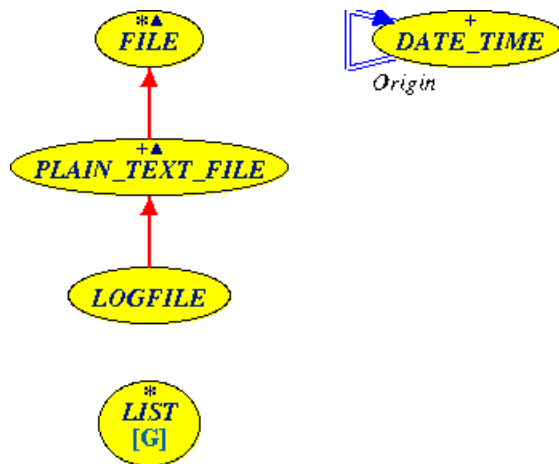 *▲
FILE
+
DATE_TIME
Origin
+▲
PLAIN_TEXT_FILE
LOGFILE
*
LIST
[G]